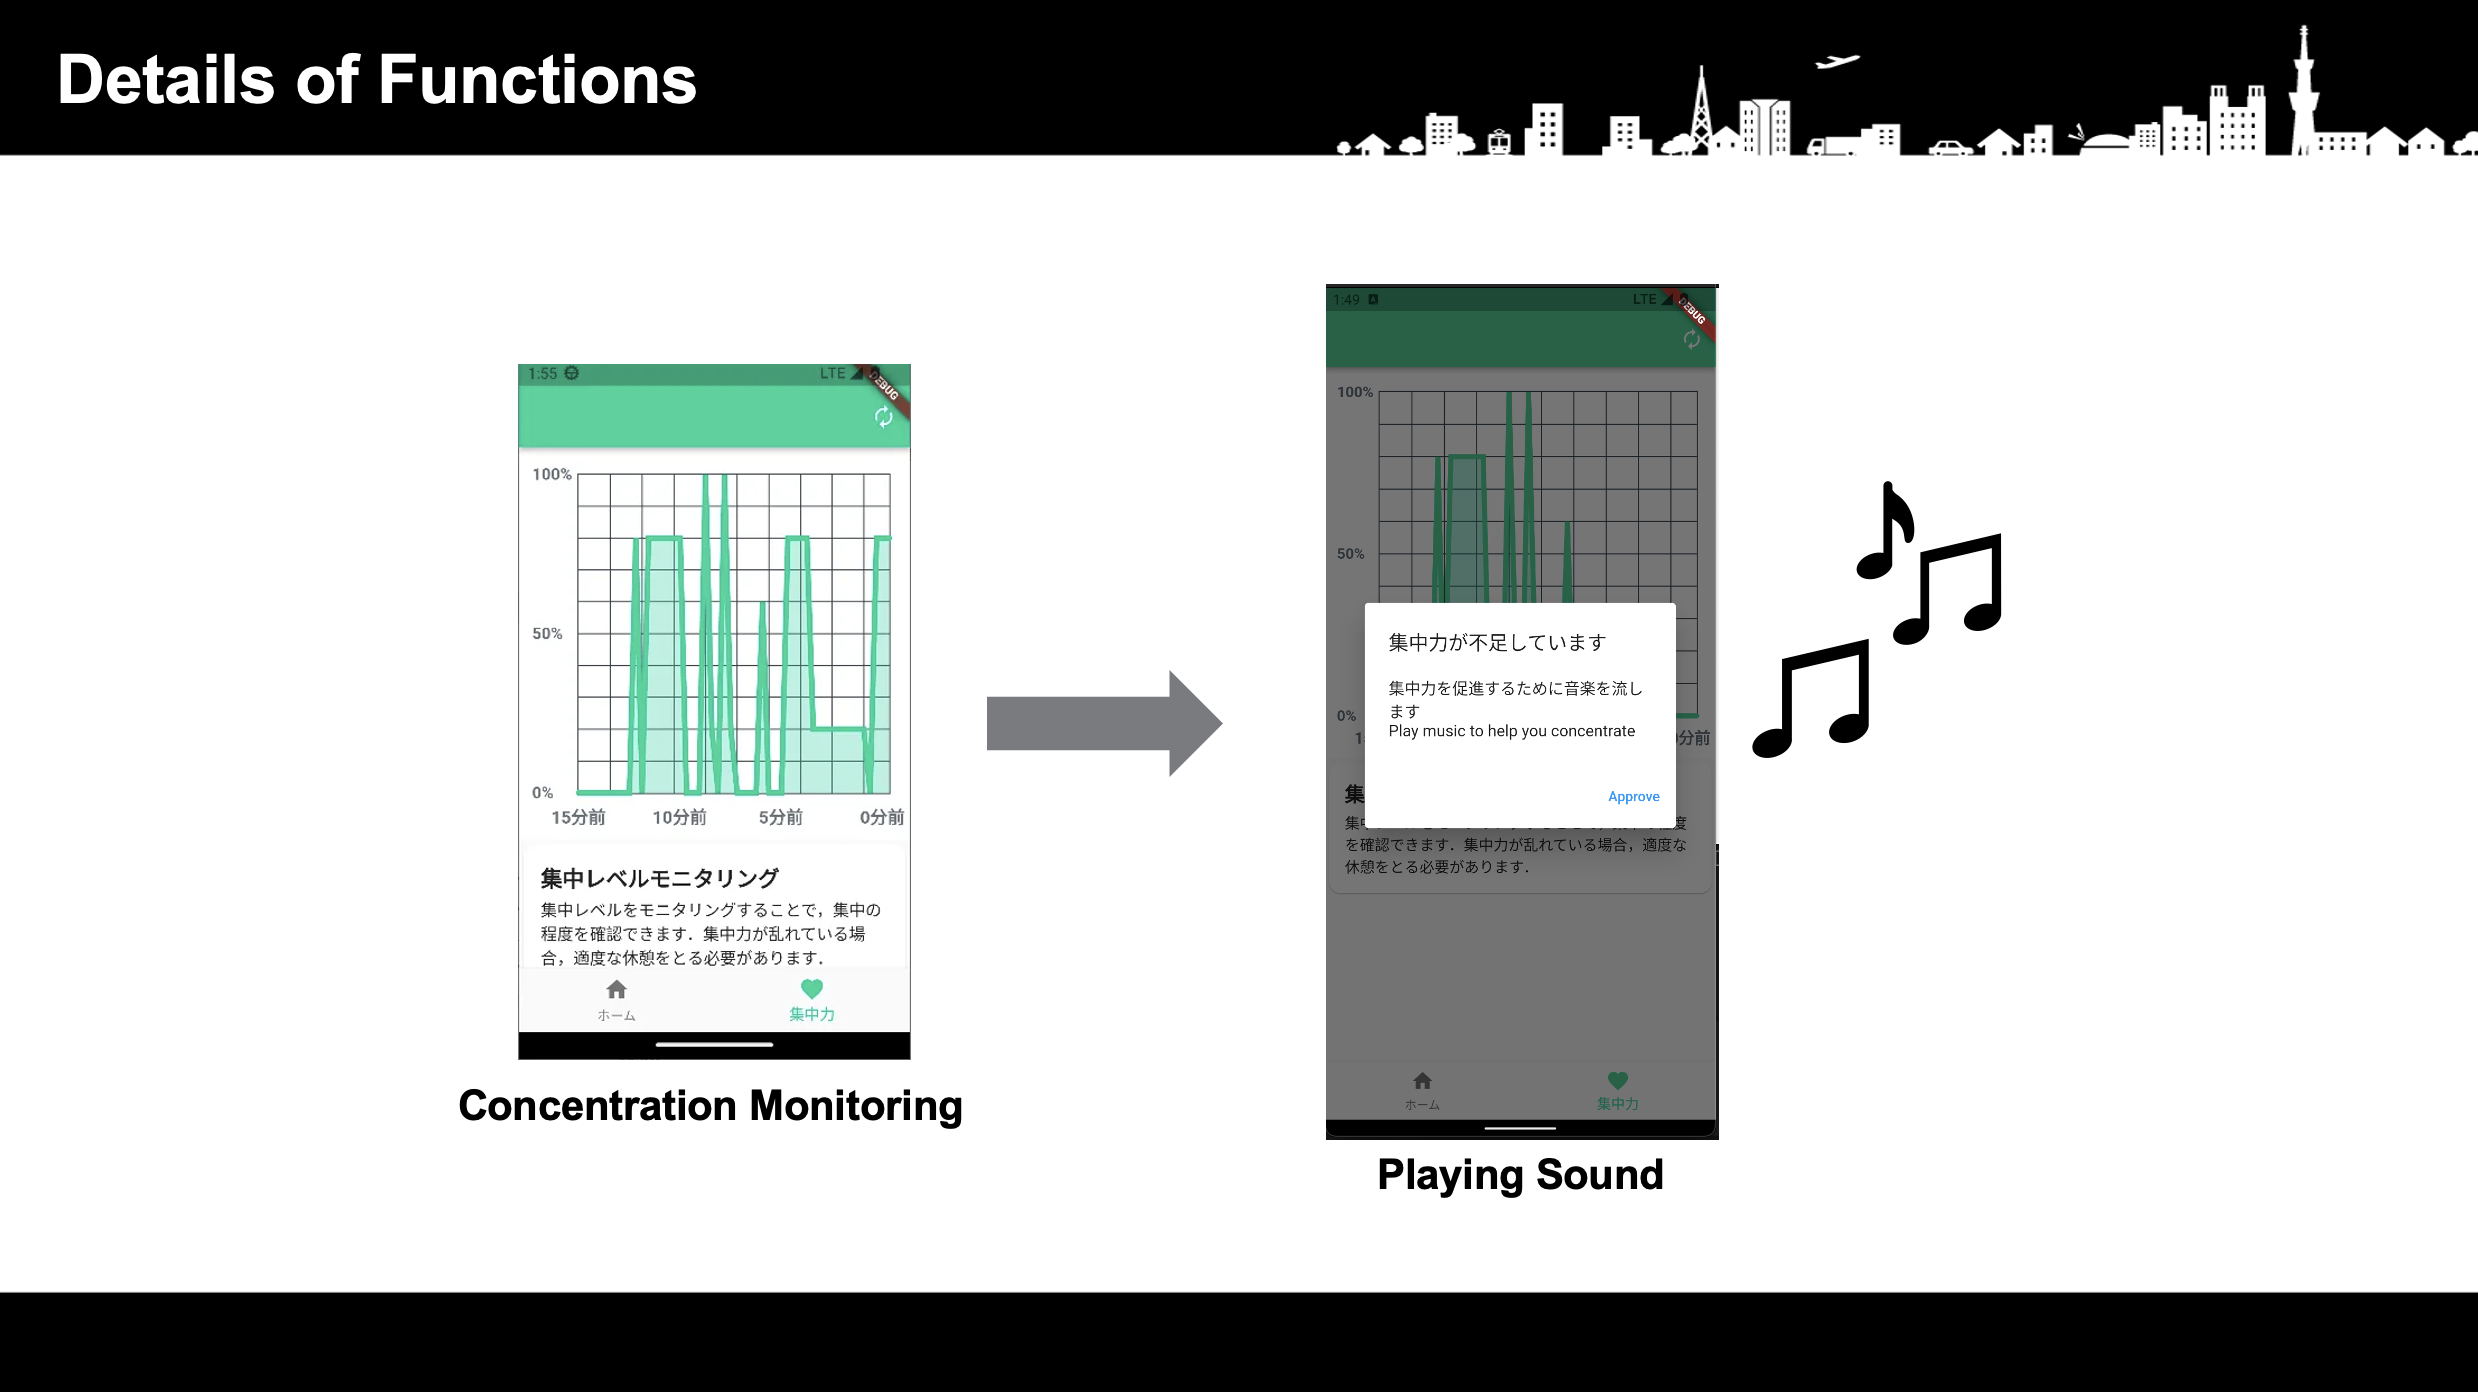 Details of Functions
1:55
LTE
DEBUG
100%
50%
0%
15分前
10分前
5分前
0分前
集中レベルモニタリング
集中レベルをモニタリングすることで，集中の
程度を確認できます．集中力が乱れている場
合，適度な休憩をとる必要があります．
ホーム
集中力
Concentration Monitoring
1:49
LTE
DEBUG
100%
50%
0%
集中力が不足しています
集中力を促進するために音楽を流し
ます
Play music to help you concentrate
Approve
1
分前
集
集中
度
を確認できます．集中力が乱れている場合，適度な
休憩をとる必要があります．
ホーム
集中力
Playing Sound